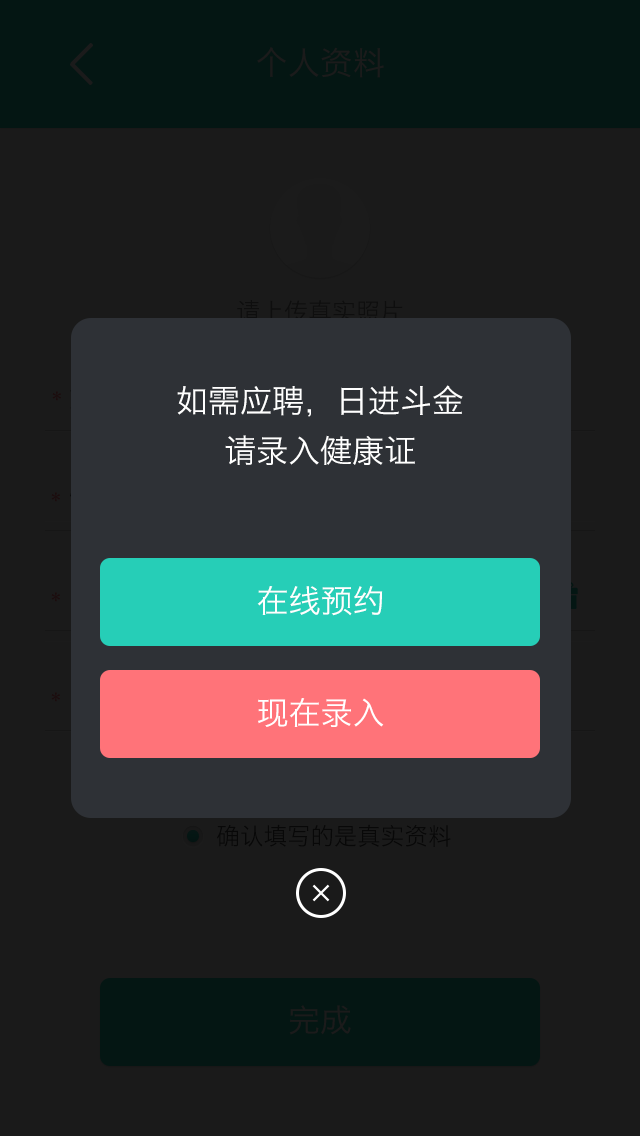 个人资料
请上传真实照片
如需应聘，日进斗金
请录入健康证
在线预约
现在录入
确认填写的是真实资料
完成